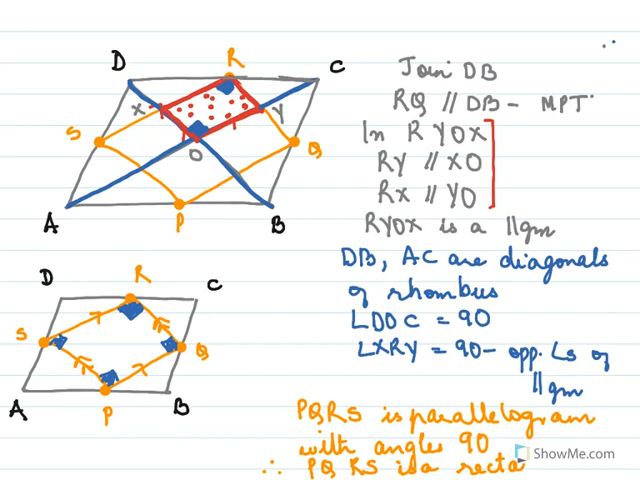 D
R
C
X
Y
S
Q
O
A
P
B
Join DB
RQ // DB - MPT
In RYOX
RY // XO
RX // YO
RYOX is a ||gm
DB, AC are diagonals
of rhombus
∠DOC = 90
∠XRY = 90 - opp. ∠s of
||gm
D
R
C
S
Q
A
P
B
PQRS is parallelogram
with angles 90
∴ PQRS is a recta
ShowMe.com